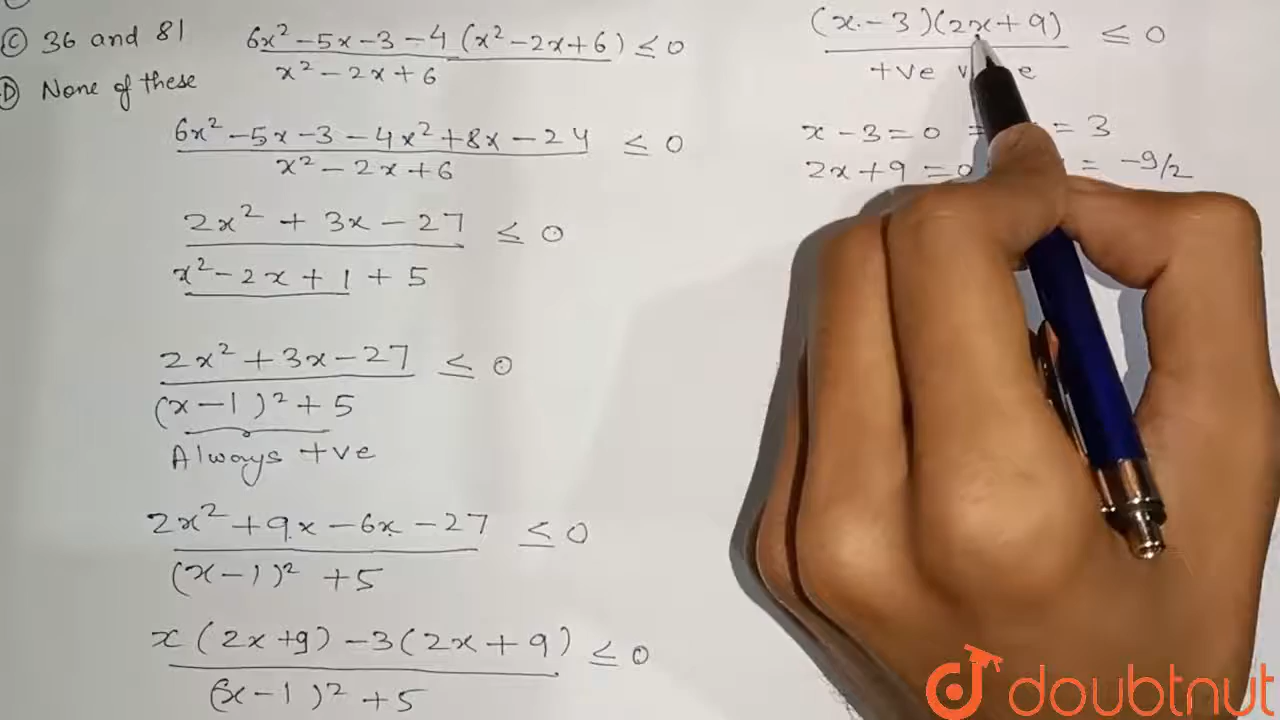 Ⓒ 36 and 81
Ⓓ None of these
6x² - 5x - 3 - 4 (x² - 2x + 6) ≤ 0
x² - 2x + 6
6x² - 5x - 3 - 4x² + 8x - 24 ≤ 0
x² - 2x + 6
2x² + 3x - 27 ≤ 0
x² - 2x + 1 + 5
2x² + 3x - 27 ≤ 0
(x - 1)² + 5
Always +ve
2x² + 9x - 6x - 27 ≤ 0
(x - 1)² + 5
x (2x + 9) - 3 (2x + 9) ≤ 0
(x - 1)² + 5
(x - 3)(2x + 9) ≤ 0
+ve
x - 3 = 0 = = 3
2x + 9 = 0 = -9/2
doubtnut